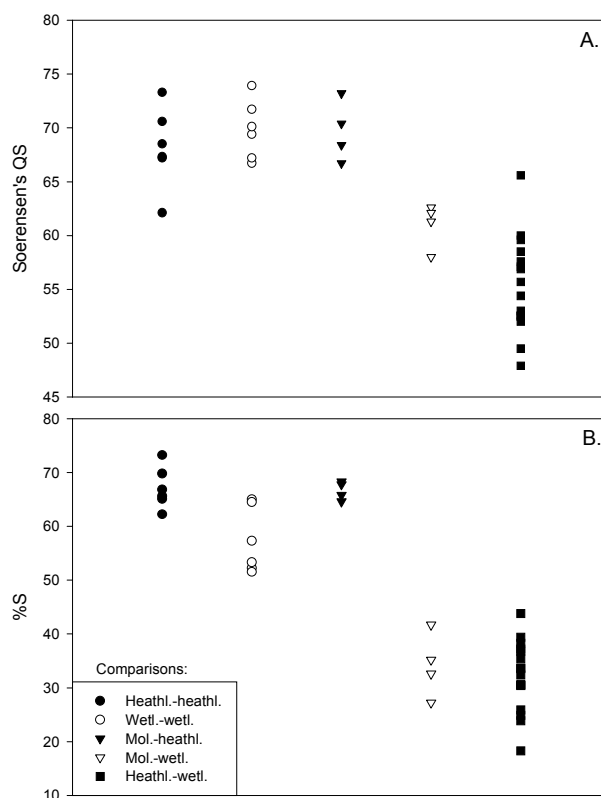 80
A.
75
70
65
60
55
50
45
Soerensen's QS
80
B.
70
60
50
40
30
20
10
%S
Comparisons:
Heathl.-heathl.
Wetl.-wetl.
Mol.-heathl.
Mol.-wetl.
Heathl.-wetl.